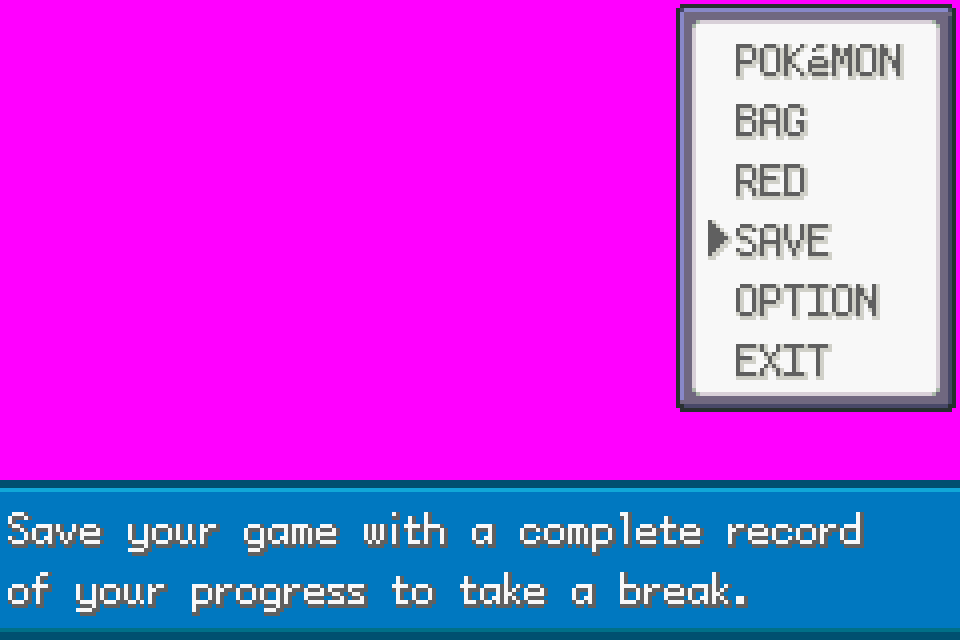 POKéMON
BAG
RED
SAVE
OPTION
EXIT
Save your game with a complete record
of your progress to take a break.